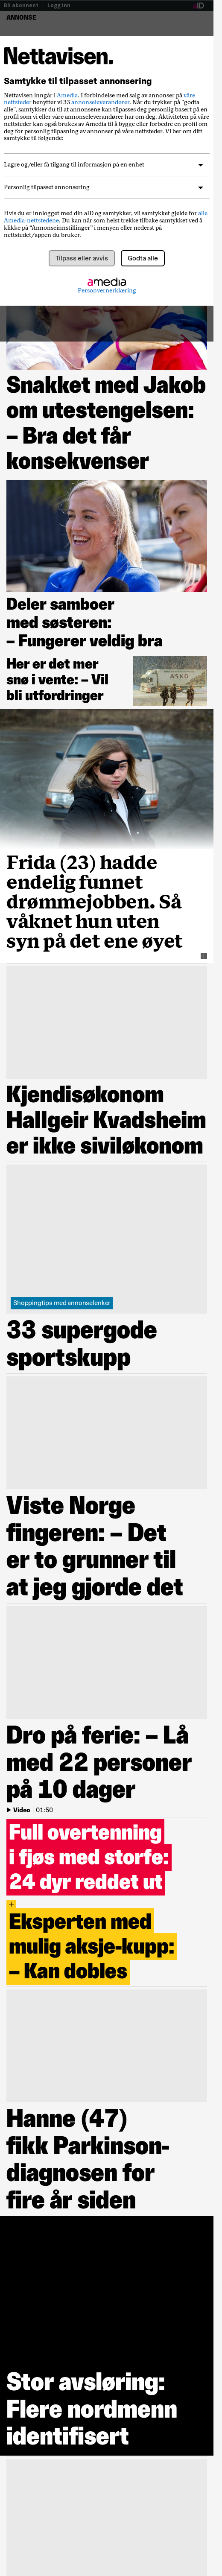 Bli abonnent | Logg inn
ANNONSE
Nettavisen.
Samtykke til tilpasset annonsering
Nettavisen inngår i Amedia. I forbindelse med salg av annonser på våre
nettsteder benytter vi 33 annonseleverandører. Når du trykker på "godta
alle", samtykker du til at annonsene kan tilpasses deg personlig basert på en
profil som vi eller våre annonseleverandører har om deg. Aktiviteten på våre
nettsteder kan også brukes av Amedia til å bygge eller berike en profil om
deg for personlig tilpasning av annonser på våre nettsteder. Vi ber om ditt
samtykke til følgende:
Lagre og/eller få tilgang til informasjon på en enhet
Personlig tilpasset annonsering
Hvis du er innlogget med din aID og samtykker, vil samtykket gjelde for alle
Amedia-nettstedene. Du kan når som helst trekke tilbake samtykket ved å
klikke på “Annonseinnstillinger” i menyen eller nederst på
nettstedet/appen du bruker.
Tilpass eller avvis
Godta alle
amedia
Personvernerklæring
Snakket med Jakob
om utestengelsen:
– Bra det får
konsekvenser
Deler samboer
med søsteren:
– Fungerer veldig bra
Her er det mer
snø i vente: – Vil
bli utfordringer
ASKO
Frida (23) hadde
endelig funnet
drømmejobben. Så
våknet hun uten
syn på det ene øyet
Kjendisøkonom
Hallgeir Kvadsheim
er ikke siviløkonom
Shoppingtips med annonselenker
33 supergode
sportskupp
Viste Norge
fingeren: – Det
er to grunner til
at jeg gjorde det
Dro på ferie: – Lå
med 22 personer
på 10 dager
Video | 01:50
Full overtenning
i fjøs med storfe:
24 dyr reddet ut
+
Eksperten med
mulig aksje-kupp:
– Kan dobles
Hanne (47)
fikk Parkinson-
diagnosen for
fire år siden
Stor avsløring:
Flere nordmenn
identifisert